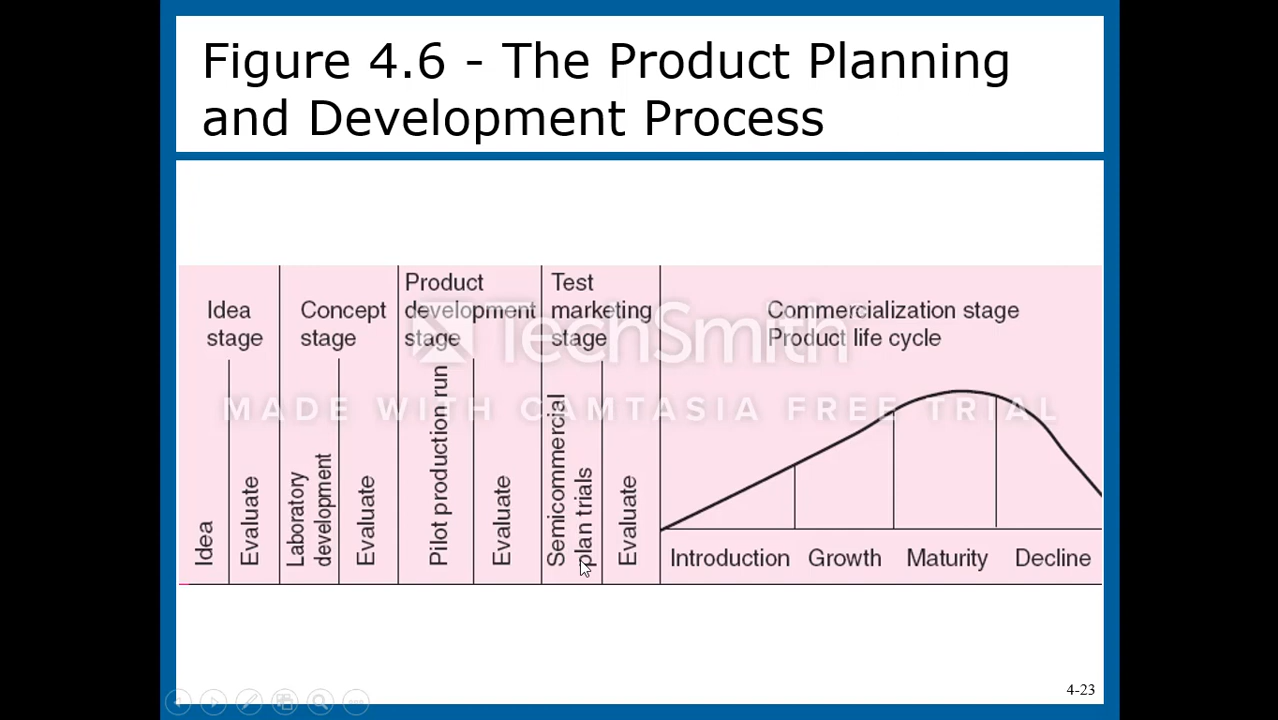 Figure 4.6 - The Product Planning
and Development Process
Idea
stage
Concept
stage
Product
development
stage
Test
marketing
stage
Commercialization stage
Product life cycle
TechSmith
MADE WITH CAMTASIA FREE TRIAL
Idea
Evaluate
Laboratory
development
Evaluate
Pilot production run
Evaluate
Semicommercial
plan trials
Evaluate
Introduction
Growth
Maturity
Decline
4-23